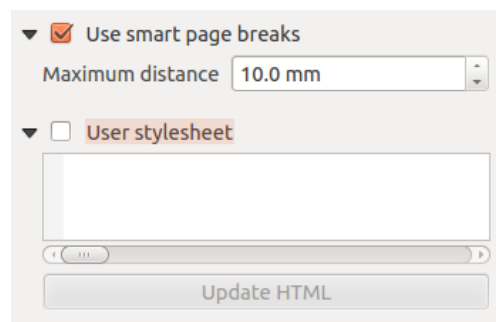 Use smart page breaks
Maximum distance 10.0 mm
User stylesheet
Update HTML